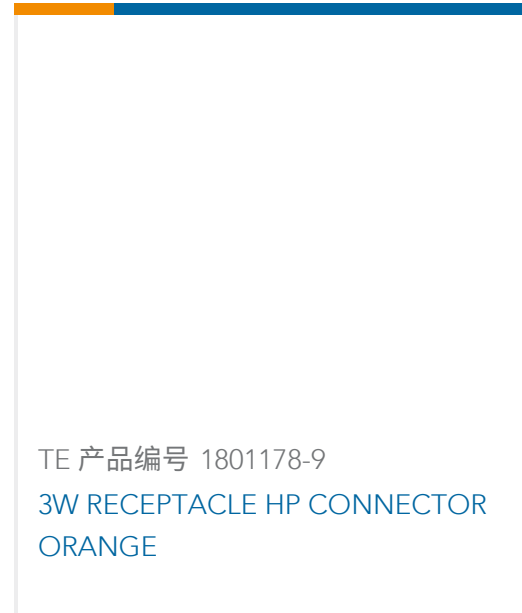 TE 产品编号 1801178-9
3W RECEPTACLE HP CONNECTOR
ORANGE